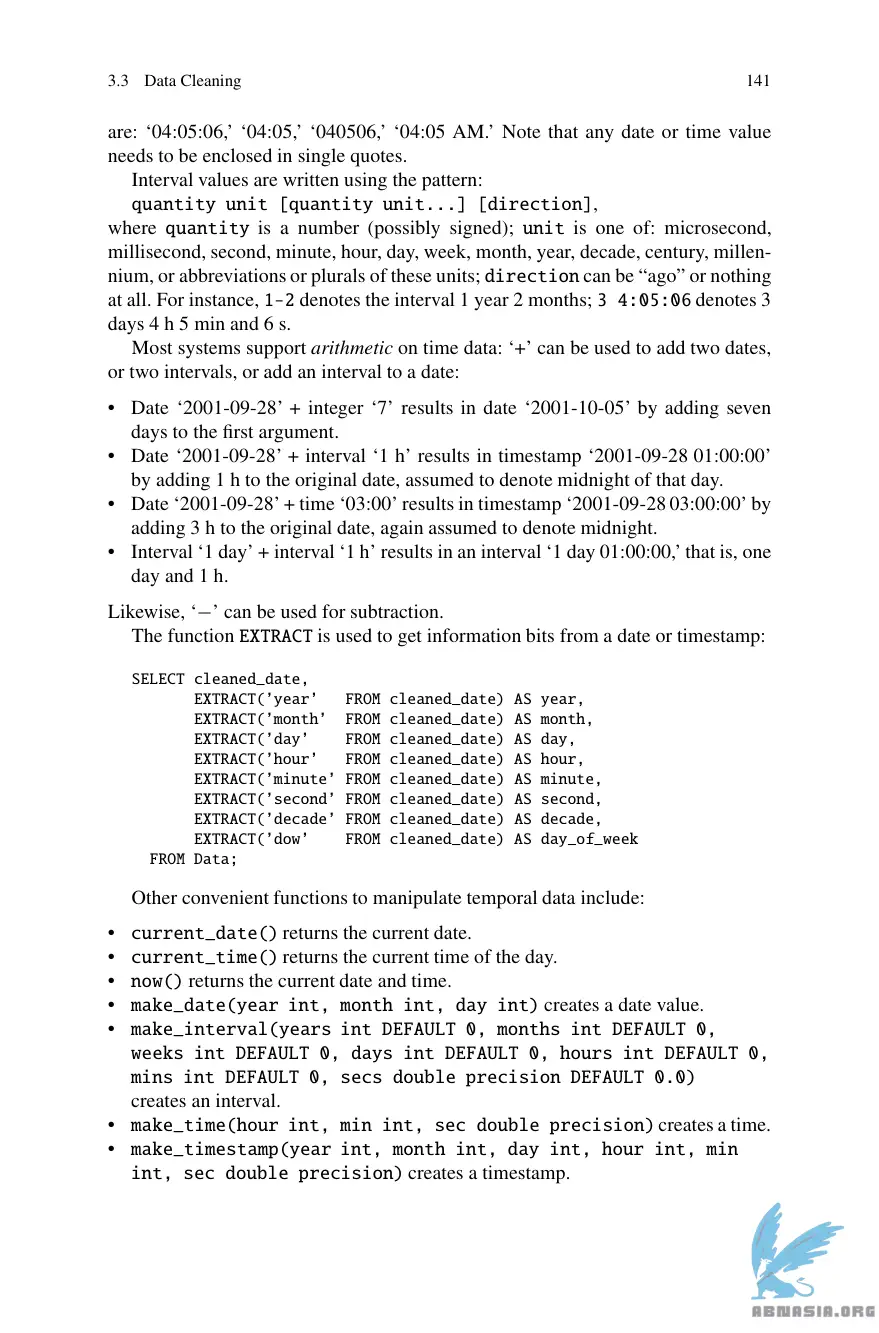 3.3 Data Cleaning 141
are: ‘04:05:06,’ ‘04:05,’ ‘040506,’ ‘04:05 AM.’ Note that any date or time value
needs to be enclosed in single quotes.
Interval values are written using the pattern:
quantity unit [quantity unit...] [direction],
where quantity is a number (possibly signed); unit is one of: microsecond,
millisecond, second, minute, hour, day, week, month, year, decade, century, millen-
nium, or abbreviations or plurals of these units; direction can be “ago” or nothing
at all. For instance, 1-2 denotes the interval 1 year 2 months; 3 4:05:06 denotes 3
days 4 h 5 min and 6 s.
Most systems support arithmetic on time data: ‘+’ can be used to add two dates,
or two intervals, or add an interval to a date:
• Date ‘2001-09-28’ + integer ‘7’ results in date ‘2001-10-05’ by adding seven
days to the first argument.
• Date ‘2001-09-28’ + interval ‘1 h’ results in timestamp ‘2001-09-28 01:00:00’
by adding 1 h to the original date, assumed to denote midnight of that day.
• Date ‘2001-09-28’ + time ‘03:00’ results in timestamp ‘2001-09-28 03:00:00’ by
adding 3 h to the original date, again assumed to denote midnight.
• Interval ‘1 day’ + interval ‘1 h’ results in an interval ‘1 day 01:00:00,’ that is, one
day and 1 h.
Likewise, ‘−’ can be used for subtraction.
The function EXTRACT is used to get information bits from a date or timestamp:
SELECT cleaned_date,
EXTRACT(’year’ FROM cleaned_date) AS year,
EXTRACT(’month’ FROM cleaned_date) AS month,
EXTRACT(’day’ FROM cleaned_date) AS day,
EXTRACT(’hour’ FROM cleaned_date) AS hour,
EXTRACT(’minute’ FROM cleaned_date) AS minute,
EXTRACT(’second’ FROM cleaned_date) AS second,
EXTRACT(’decade’ FROM cleaned_date) AS decade,
EXTRACT(’dow’ FROM cleaned_date) AS day_of_week
FROM Data;
Other convenient functions to manipulate temporal data include:
• current_date() returns the current date.
• current_time() returns the current time of the day.
• now() returns the current date and time.
• make_date(year int, month int, day int) creates a date value.
• make_interval(years int DEFAULT 0, months int DEFAULT 0,
weeks int DEFAULT 0, days int DEFAULT 0, hours int DEFAULT 0,
mins int DEFAULT 0, secs double precision DEFAULT 0.0)
creates an interval.
• make_time(hour int, min int, sec double precision) creates a time.
• make_timestamp(year int, month int, day int, hour int, min
int, sec double precision) creates a timestamp.
ABNASIA.ORG